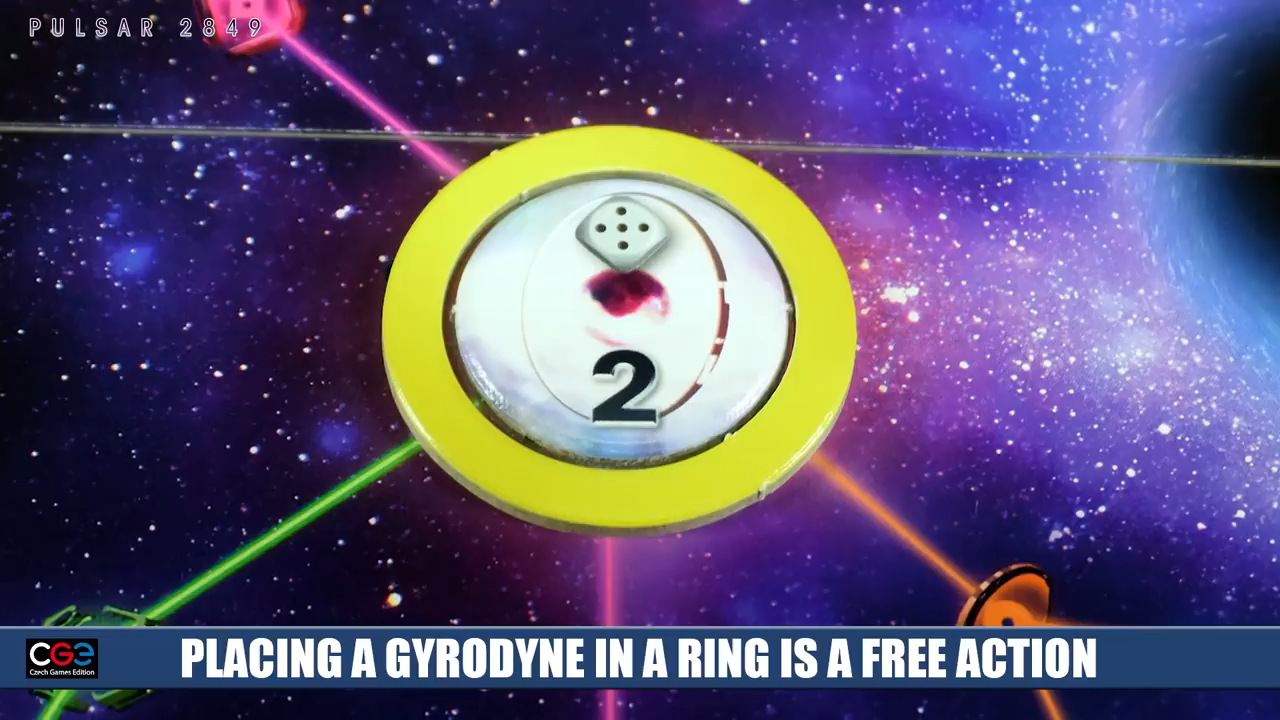 PULSAR 2849
2
CGE
Czech Games Edition
PLACING A GYRODYNE IN A RING IS A FREE ACTION